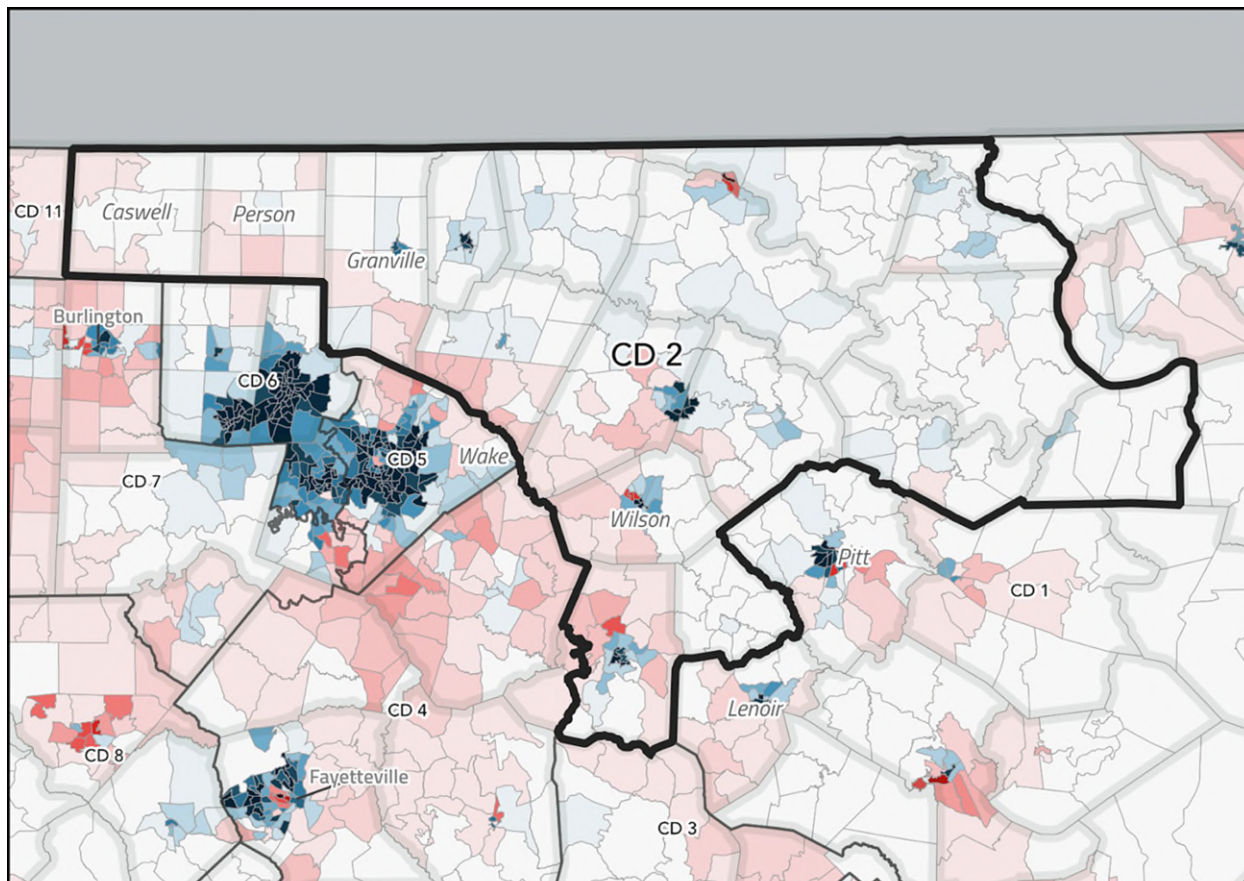 CD 11
Caswell
Person
Granville
Burlington
CD 2
CD 6
CD 5
Wake
CD 7
Wilson
Pitt
CD 1
Lenoir
CD 4
CD 8
Fayetteville
CD 3